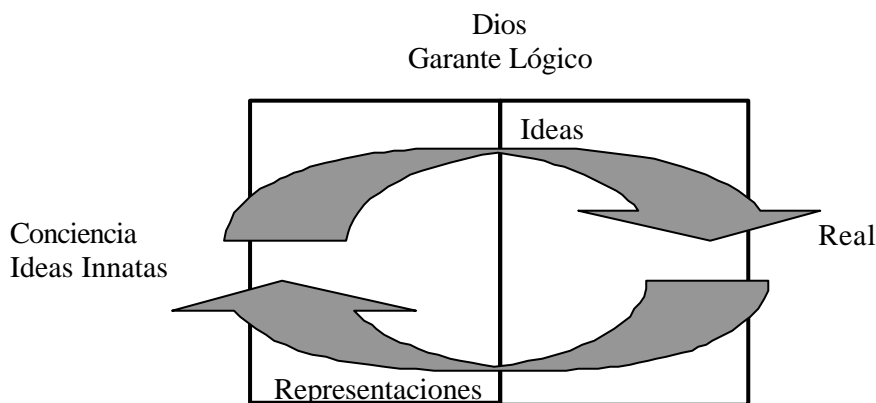 Dios
Garante Lógico
Ideas
Conciencia
Ideas Innatas
Real
Representaciones